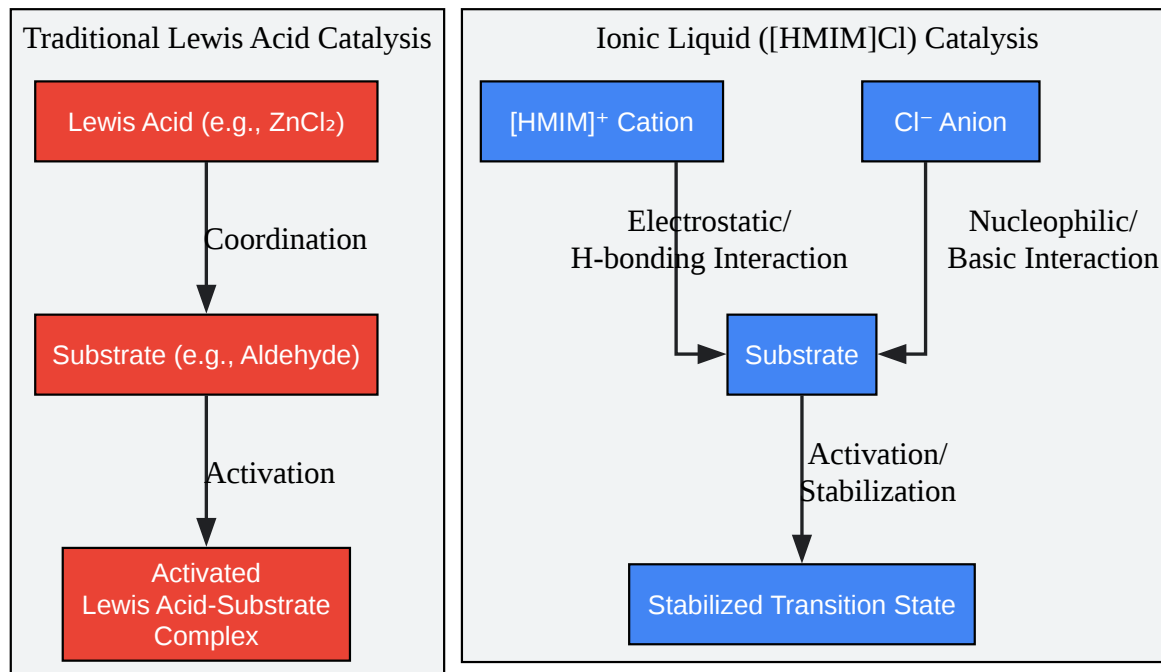 Traditional Lewis Acid Catalysis
Lewis Acid (e.g., ZnCl₂)
Coordination
Substrate (e.g., Aldehyde)
Activation
Activated
Lewis Acid-Substrate
Complex
Ionic Liquid ([HMIM]Cl) Catalysis
[HMIM]⁺ Cation
Cl⁻ Anion
Electrostatic/
H-bonding Interaction
Nucleophilic/
Basic Interaction
Substrate
Activation/
Stabilization
Stabilized Transition State